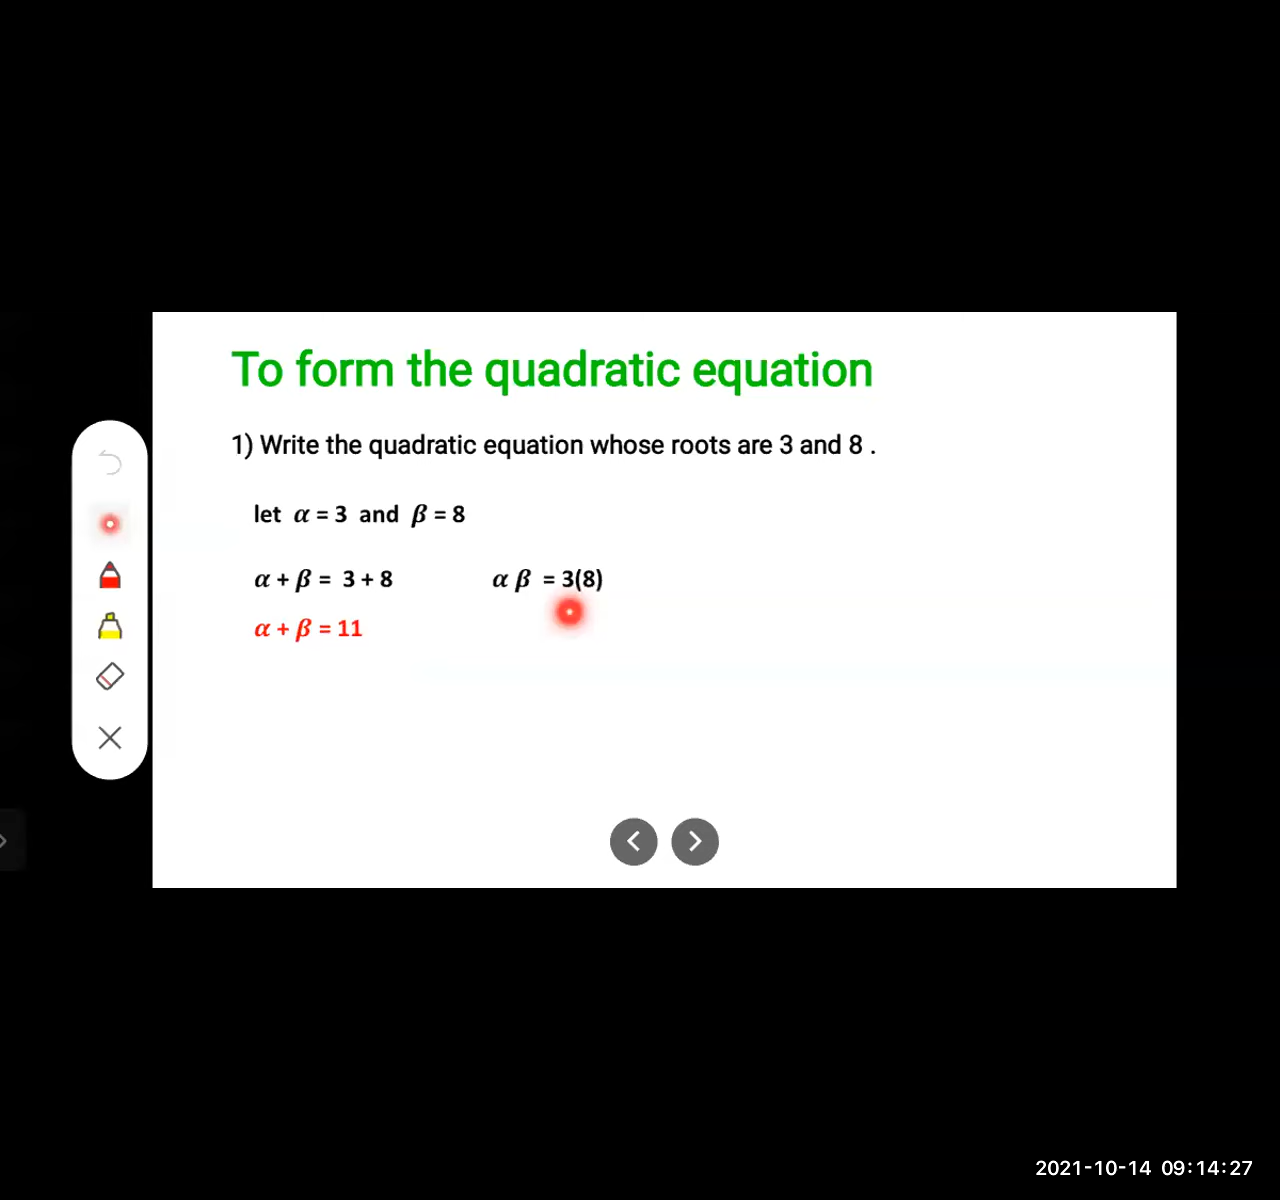 To form the quadratic equation
1) Write the quadratic equation whose roots are 3 and 8 .
let α = 3 and β = 8
α + β = 3 + 8 α β = 3(8)
α + β = 11
2021-10-14 09:14:27